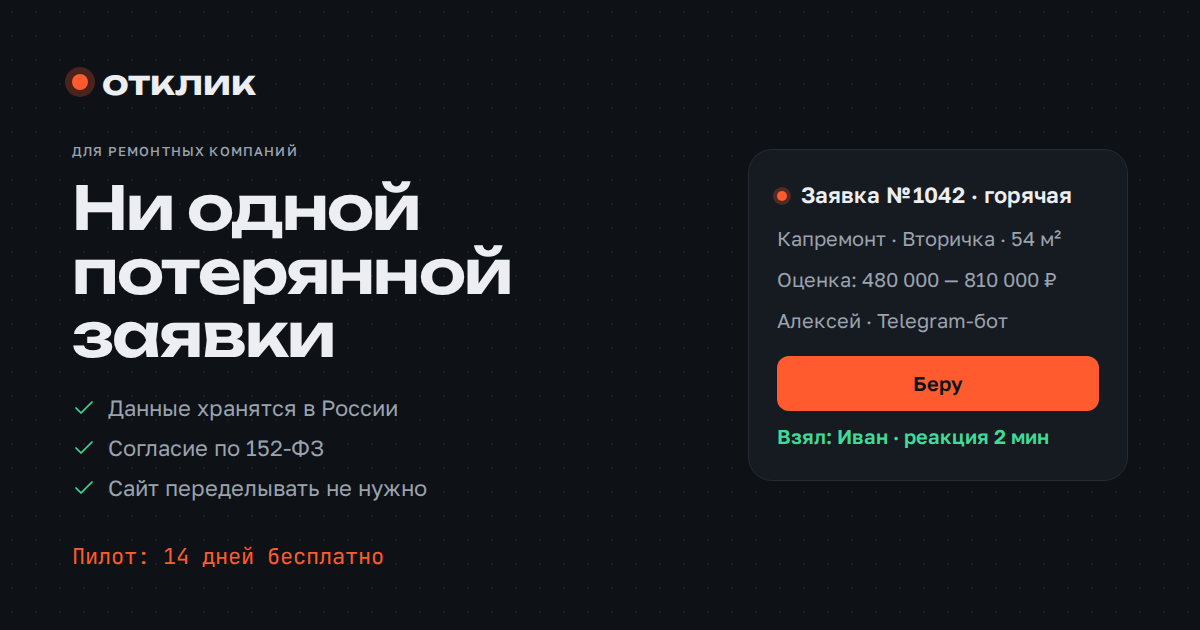 отклик
ДЛЯ РЕМОНТНЫХ КОМПАНИЙ
Ни одной
потерянной
заявки
Данные хранятся в России
Согласие по 152-ФЗ
Сайт переделывать не нужно
Пилот: 14 дней бесплатно
Заявка №1042 · горячая
Капремонт · Вторичка · 54 м²
Оценка: 480 000 — 810 000 ₽
Алексей · Telegram-бот
Беру
Взял: Иван · реакция 2 мин